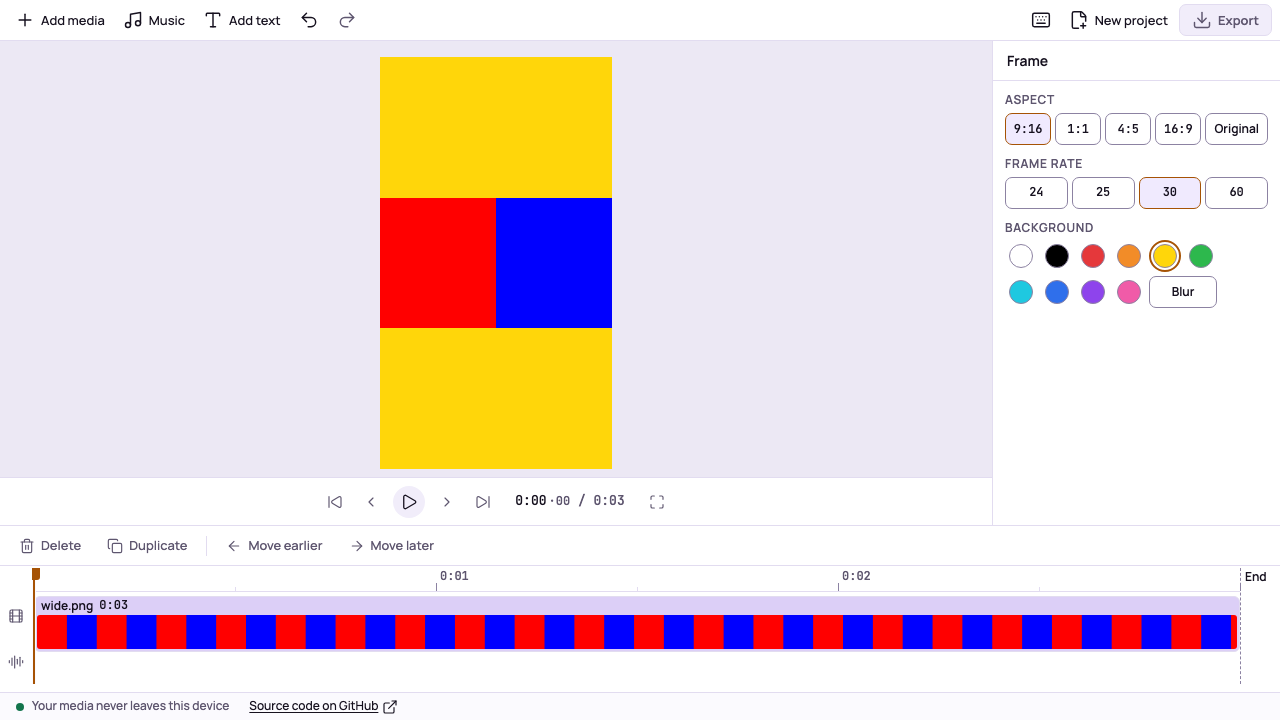 Add media
Music
Add text
New project
Export
Frame
ASPECT
9:16
1:1
4:5
16:9
Original
FRAME RATE
24
25
30
60
BACKGROUND
Blur
0:00·00 / 0:03
Delete
Duplicate
Move earlier
Move later
0:01
0:02
End
wide.png 0:03
Your media never leaves this device
Source code on GitHub